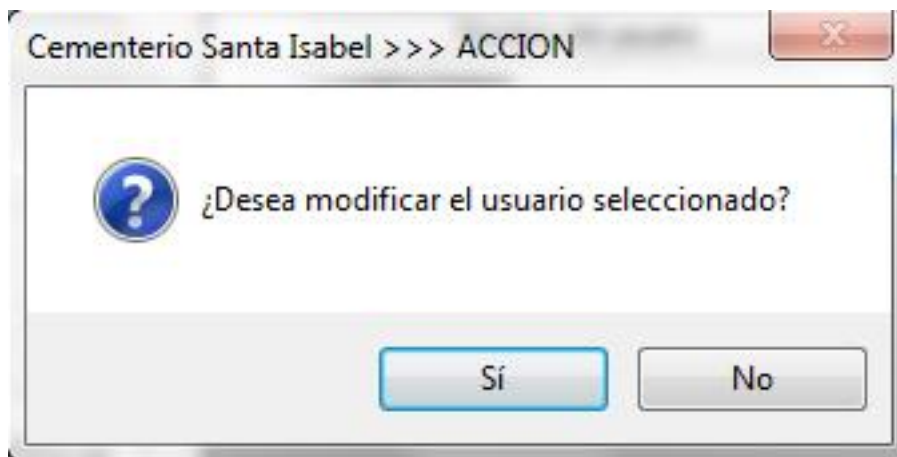 Cementerio Santa Isabel >>> ACCION
¿Desea modificar el usuario seleccionado?
Sí
No